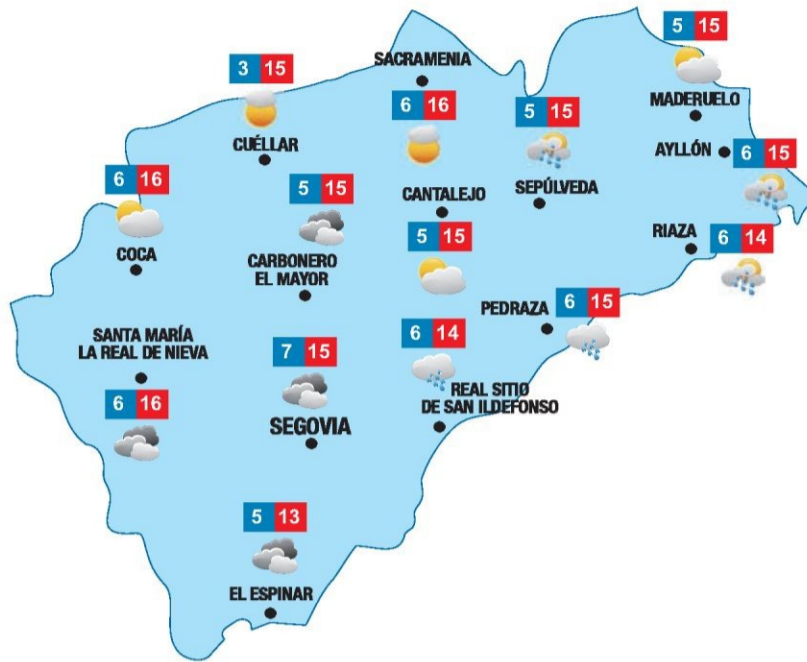 5 15
MADERUELO
SACRAMENIA
6 16
3 15
CUÉLLAR
5 15
SEPÚLVEDA
AYLLÓN
6 15
6 16
COCA
5 15
CARBONERO
EL MAYOR
CANTALEJO
5 15
RIAZA
6 14
PEDRAZA
6 15
SANTA MARÍA
LA REAL DE NIEVA
6 16
7 15
SEGOVIA
6 14
REAL SITIO
DE SAN ILDEFONSO
5 13
EL ESPINAR